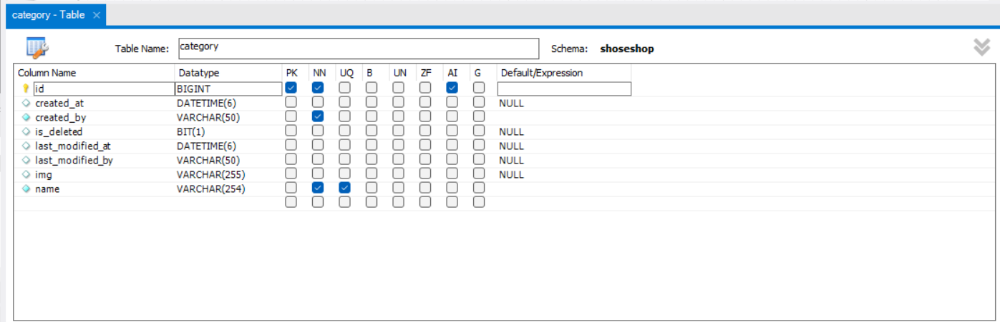 category - Table ×
Table Name: category Schema: shoseshop
Column Name Datatype PK NN UQ B UN ZF AI G Default/Expression
id BIGINT
created_at DATETIME(6) NULL
created_by VARCHAR(50)
is_deleted BIT(1) NULL
last_modified_at DATETIME(6) NULL
last_modified_by VARCHAR(50) NULL
img VARCHAR(255) NULL
name VARCHAR(254)